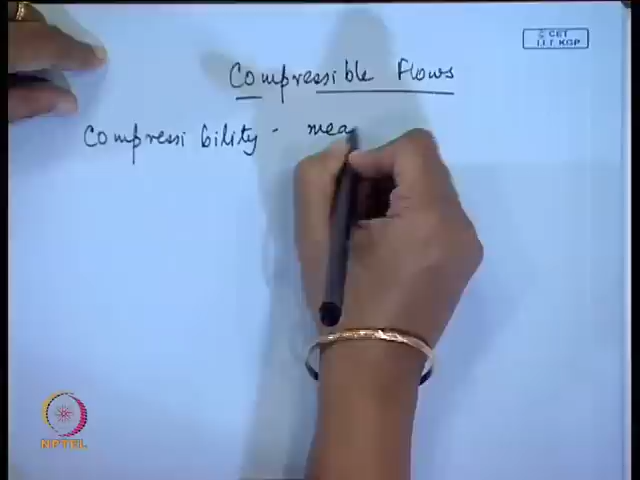 © CET
I.I.T. KGP
Compressible Flows
Compressibility - mea
NPTEL